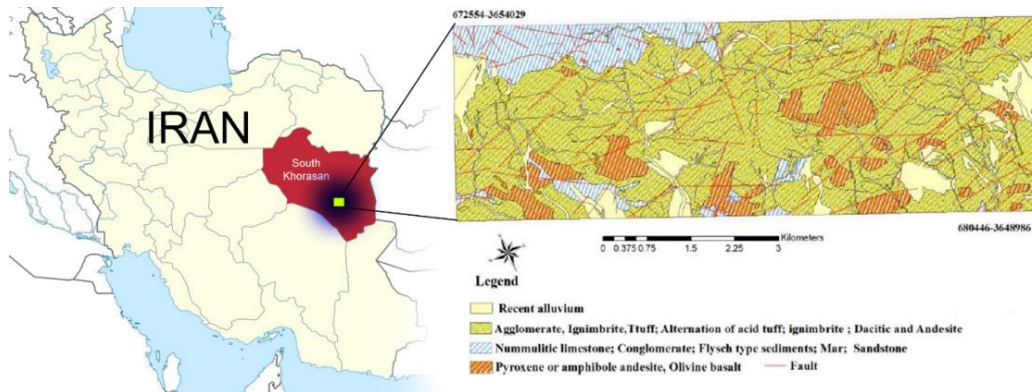 IRAN
South
Khorasan
672554-3654029
680446-3648986
Kilometers
0 0.375 0.75 1.5 2.25 3
Legend
Recent alluvium
Agglomerate, Ignimbrite,Ttuff; Alternation of acid tuff; ignimbrite ; Dacitic and Andesite
Nummulitic limestone; Conglomerate; Flysch type sediments; Mar; Sandstone
Pyroxene or amphibole andesite, Olivine basalt
Fault